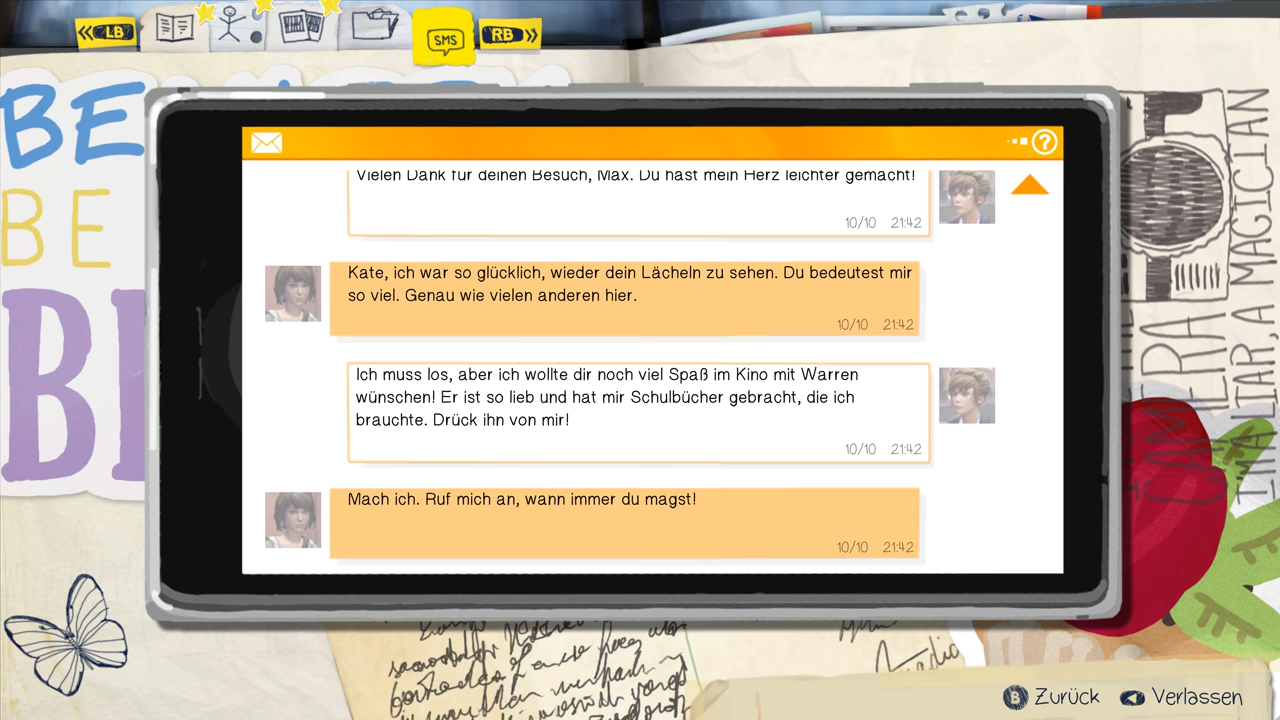 LB
SMS
RB
Vielen Dank für deinen Besuch, Max. Du hast mein Herz leichter gemacht!
10/10 21:42
Kate, ich war so glücklich, wieder dein Lächeln zu sehen. Du bedeutest mir
so viel. Genau wie vielen anderen hier.
10/10 21:42
Ich muss los, aber ich wollte dir noch viel Spaß im Kino mit Warren
wünschen! Er ist so lieb und hat mir Schulbücher gebracht, die ich
brauchte. Drück ihn von mir!
10/10 21:42
Mach ich. Ruf mich an, wann immer du magst!
10/10 21:42
BE
BE
CAMERA
IM A LIAR, A MAGICIAN
B Zurück Verlassen